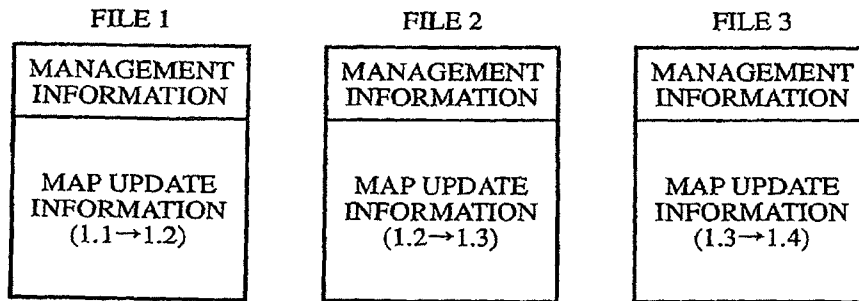 FILE 1
MANAGEMENT
INFORMATION
MAP UPDATE
INFORMATION
(1.1→1.2)
FILE 2
MANAGEMENT
INFORMATION
MAP UPDATE
INFORMATION
(1.2→1.3)
FILE 3
MANAGEMENT
INFORMATION
MAP UPDATE
INFORMATION
(1.3→1.4)